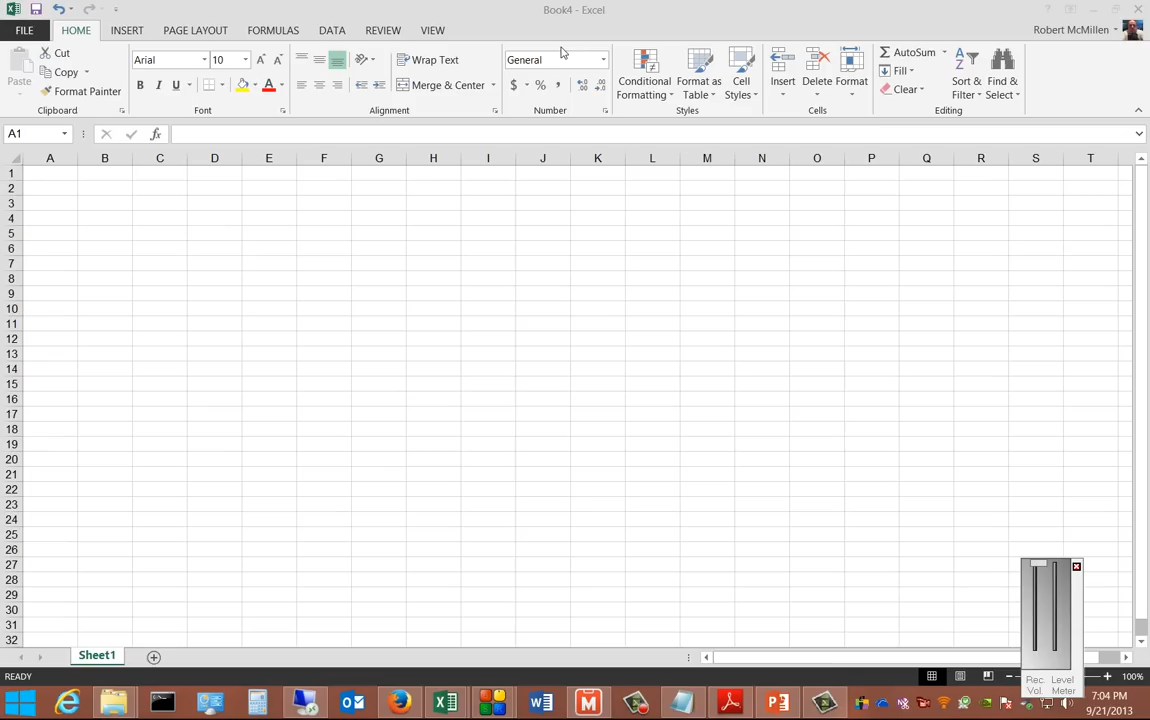 Book4 - Excel
FILE HOME INSERT PAGE LAYOUT FORMULAS DATA REVIEW VIEW Robert McMillen
Paste
Cut
Copy
Format Painter
Clipboard
Arial 10
B I U
Font
Wrap Text
Merge & Center
Alignment
General
$ % ,
Number
Conditional Formatting
Format as Table
Cell Styles
Styles
Insert
Delete
Format
Cells
AutoSum
Fill
Clear
Sort & Filter
Find & Select
Editing
A1
fx
A B C D E F G H I J K L M N O P Q R S T
1
2
3
4
5
6
7
8
9
10
11
12
13
14
15
16
17
18
19
20
21
22
23
24
25
26
27
28
29
30
31
32
Rec. Vol.
Level Meter
Sheet1
READY
100%
7:04 PM
9/21/2013